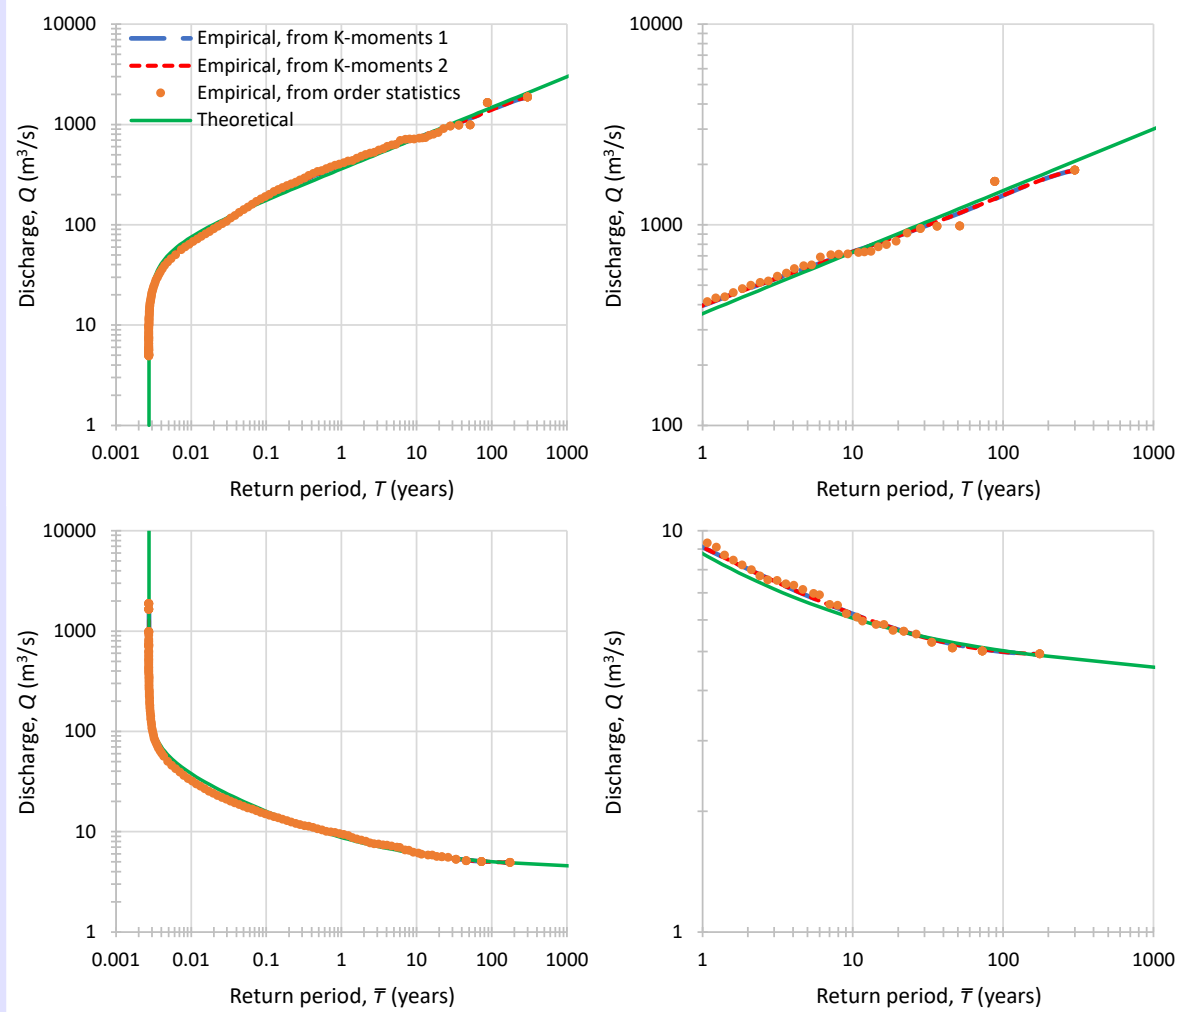 10000
1000
100
10
1
0.001 0.01 0.1 1 10 100 1000
Discharge, Q (m³/s)
Return period, T (years)
Empirical, from K-moments 1
Empirical, from K-moments 2
Empirical, from order statistics
Theoretical
10000
1000
100
1 10 100 1000
Discharge, Q (m³/s)
Return period, T (years)
10000
1000
100
10
1
0.001 0.01 0.1 1 10 100 1000
Discharge, Q (m³/s)
Return period, T̅ (years)
10
1
1 10 100 1000
Discharge, Q (m³/s)
Return period, T̅ (years)